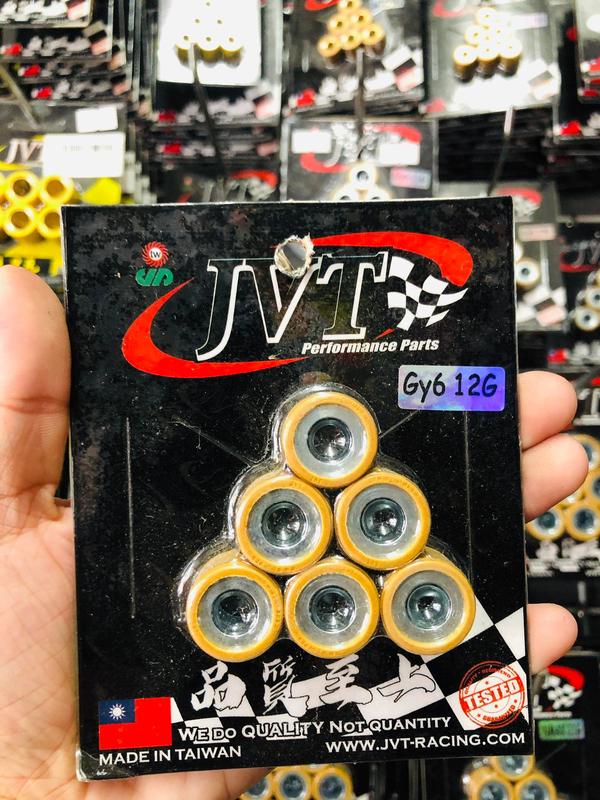 JVT
Performance Parts
Gy6 12G
品質至上
TESTED
WE DO QUALITY NOT QUANTITY
MADE IN TAIWAN
WWW.JVT-RACING.COM
JVT